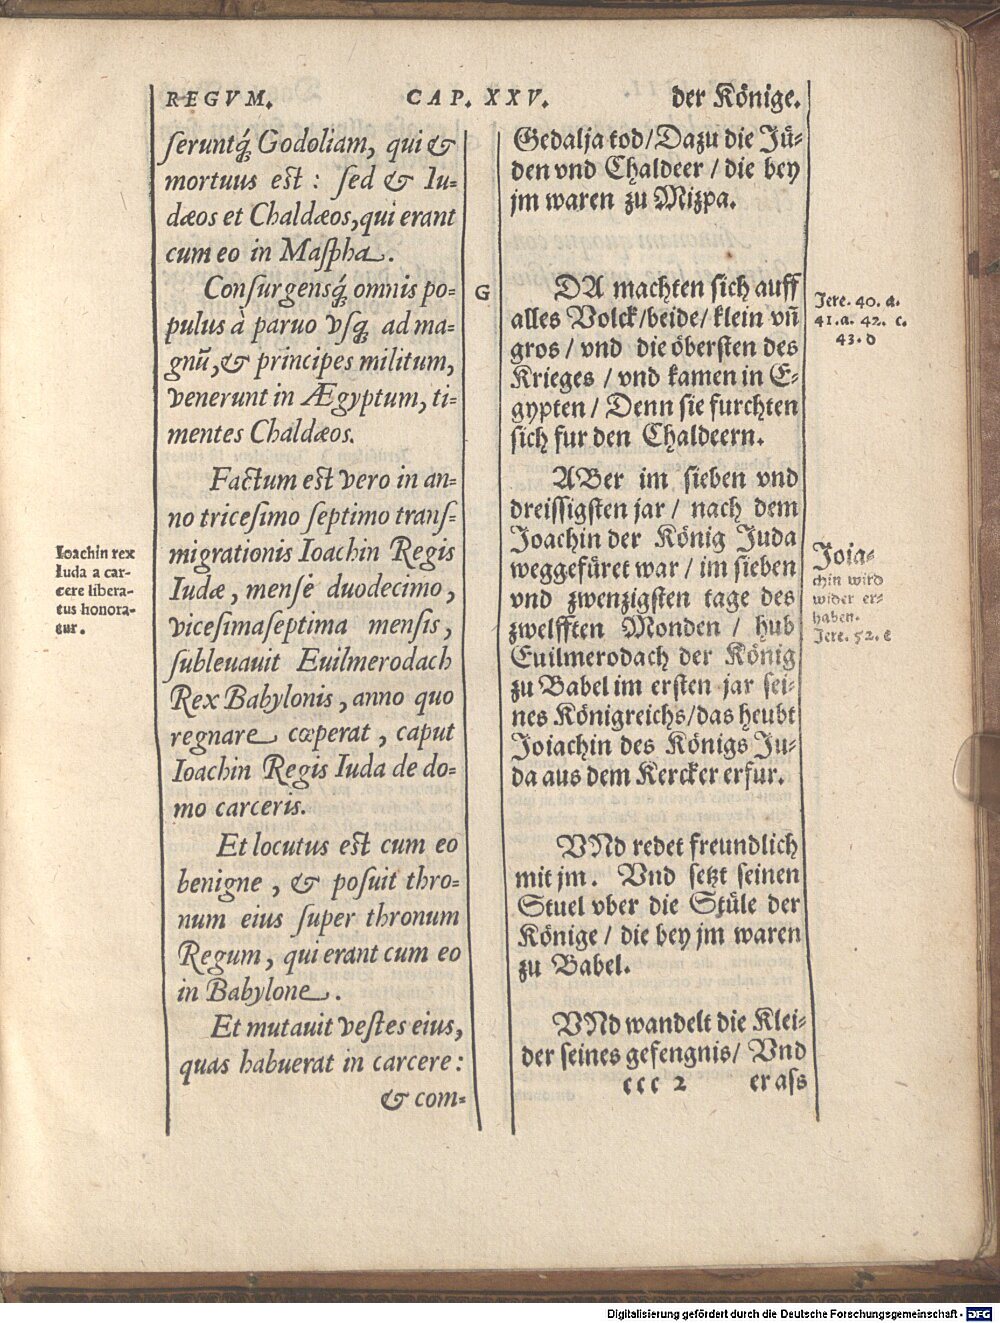 REGVM. CAP. XXV. der Könige.
ſeruntq́; Godoliam, qui &
mortuus est : ſed & Iu-
dæos et Chaldæos, qui erant
cum eo in Maſpha.
Conſurgensq́; omnis po-
pulus à paruo vſq; ad ma-
gnū, & principes militum,
venerunt in Ægyptum, ti-
mentes Chaldæos.
Factum est vero in an-
no triceſimo ſeptimo tranſ-
migrationis Ioachin Regis
Iudæ, menſe duodecimo,
viceſimaſeptima menſis,
ſubleuauit Euilmerodach
Rex Babylonis, anno quo
regnare cœperat, caput
Ioachin Regis Iuda de do-
mo carceris.
Et locutus est cum eo
benigne, & poſuit thro-
num eius ſuper thronum
Regum, qui erant cum eo
in Babylone.
Et mutauit veſtes eius,
quas habuerat in carcere:
& com-
Ioachin rex
Iuda a car-
cere libera-
tus honora-
tur.
G
Gedalja tod/Dazu die Jü-
den vnd Chaldeer / die bey
jm waren zu Mizpa.
DA machten ſich auff
alles Volck/beide/ klein vñ
gros / vnd die öberſten des
Krieges / vnd kamen in E-
gypten / Denn ſie furchten
ſich fur den Chaldeern.
ABer im ſieben vnd
dreiſſigſten jar / nach dem
Joachin der König Juda
weggefüret war / im ſieben
vnd zwenzigſten tage des
zwelfften Monden / hub
Euilmerodach der König
zu Babel im erſten jar ſei-
nes Königreichs/das heubt
Joiachin des Königs Ju-
da aus dem Kercker erfur.
VNd redet freundlich
mit jm. Vnd ſetzt ſeinen
Stuel vber die Stüle der
Könige / die bey jm waren
zu Babel.
VNd wandelt die Klei-
der ſeines gefengnis/ Vnd
ccc 2 er aſs
Jere. 40. a.
41. a. 42. c.
43. d
Joia-
chin wird
wider er-
haben.
Jere. 52. e
Digitalisierung gefördert durch die Deutsche Forschungsgemeinschaft - DFG